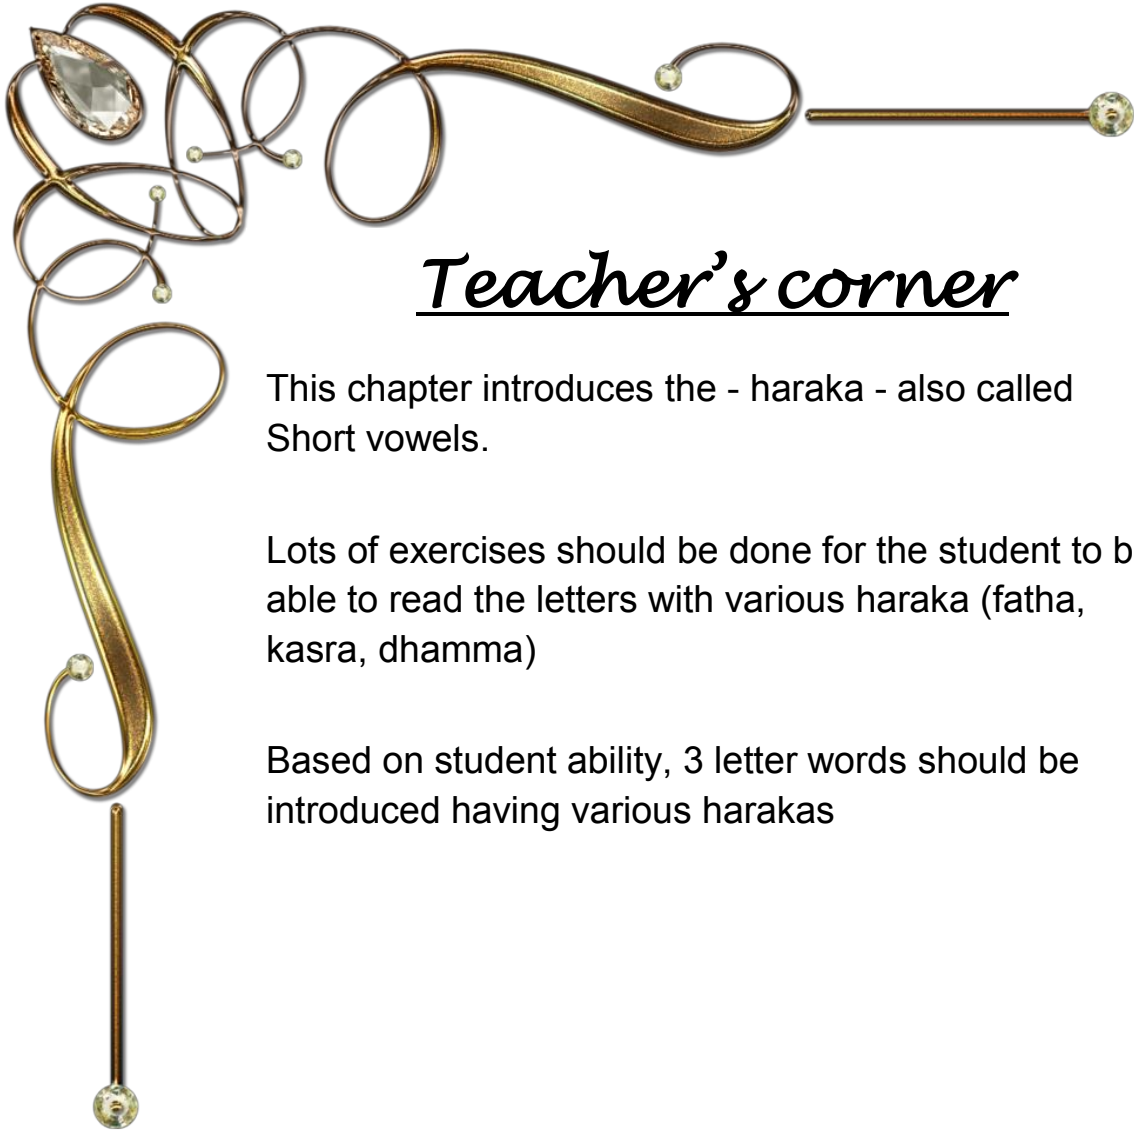 Teacher's corner
This chapter introduces the - haraka - also called
Short vowels.
Lots of exercises should be done for the student to b
able to read the letters with various haraka (fatha,
kasra, dhamma)
Based on student ability, 3 letter words should be
introduced having various harakas